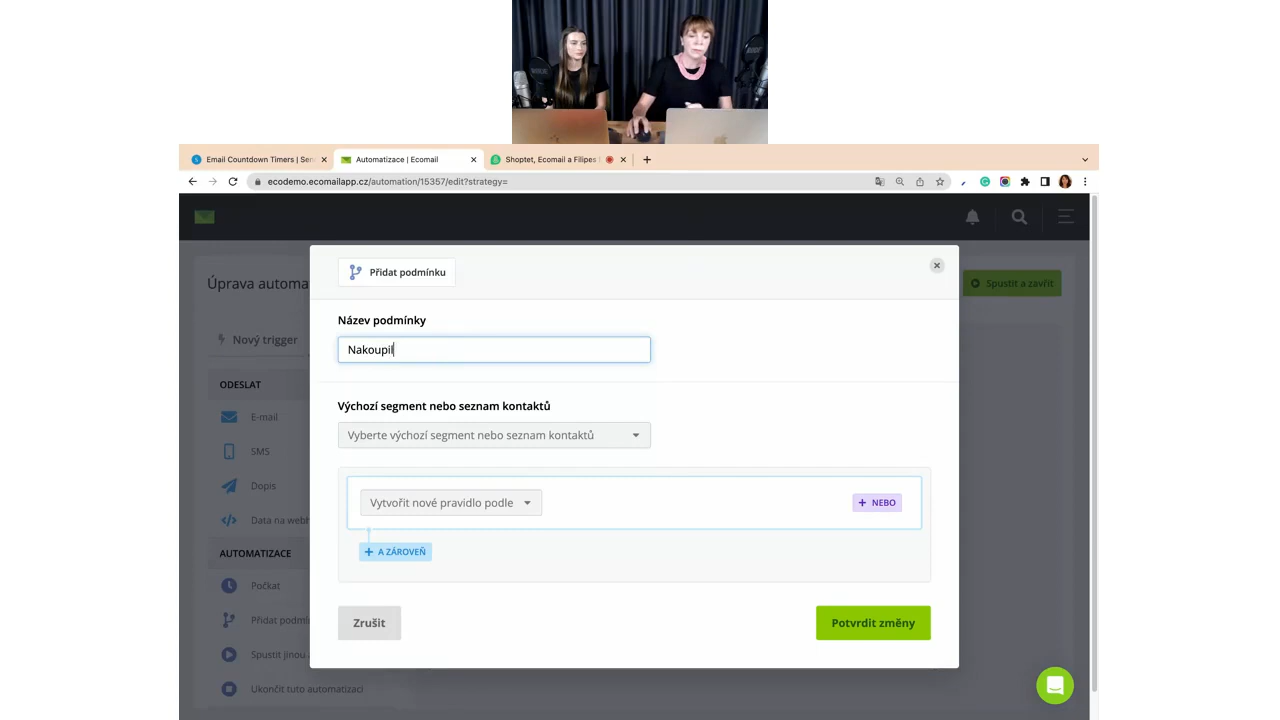 Email Countdown Timers | Sen
Automatizace | Ecomail
Shoptet, Ecomail a Filipes
ecodemo.ecomailapp.cz/automation/15357/edit?strategy=
Úprava automa
Spustit a zavřít
Nový trigger
ODESLAT
E-mail
SMS
Dopis
Data na webh
AUTOMATIZACE
Počkat
Přidat podmí
Spustit jinou
Ukončit tuto automatizaci
Přidat podmínku
Název podmínky
Nakoupil
Výchozí segment nebo seznam kontaktů
Vyberte výchozí segment nebo seznam kontaktů
Vytvořit nové pravidlo podle
+ NEBO
+ A ZÁROVEŇ
Zrušit
Potvrdit změny